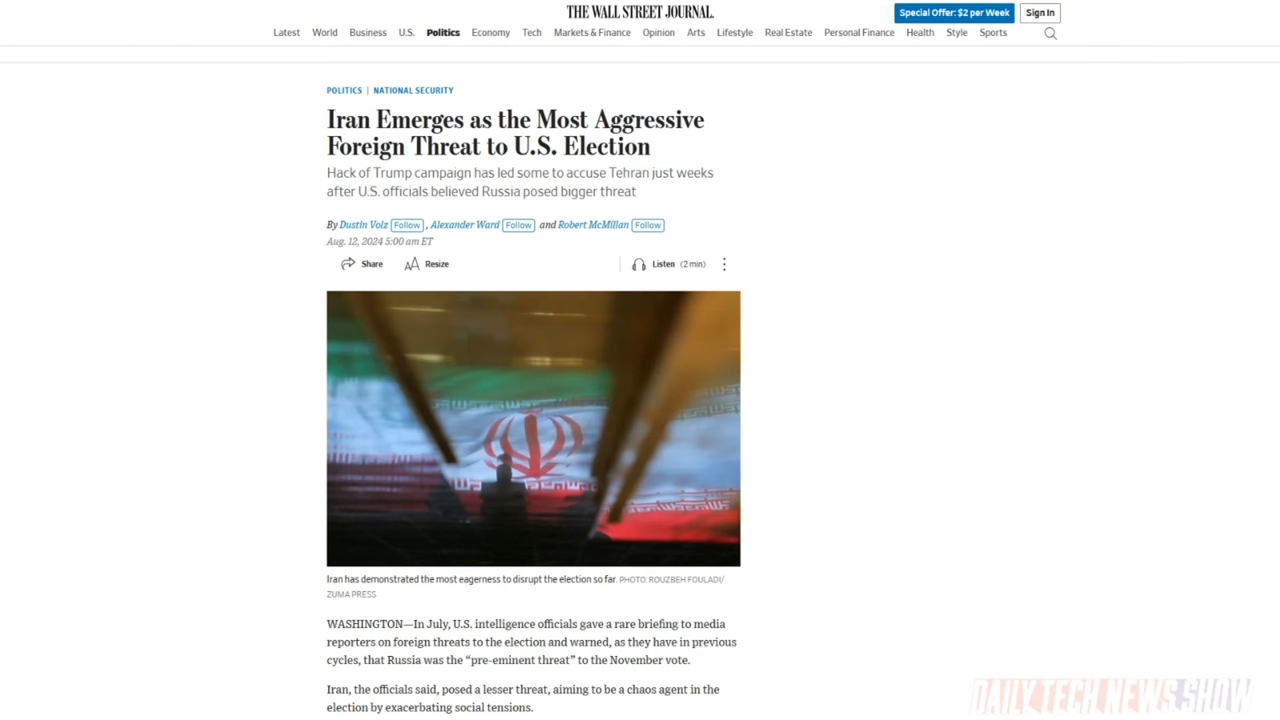 THE WALL STREET JOURNAL.
Special Offer: $2 per Week
Sign In
Latest World Business U.S. Politics Economy Tech Markets & Finance Opinion Arts Lifestyle Real Estate Personal Finance Health Style Sports
POLITICS | NATIONAL SECURITY
Iran Emerges as the Most Aggressive
Foreign Threat to U.S. Election
Hack of Trump campaign has led some to accuse Tehran just weeks
after U.S. officials believed Russia posed bigger threat
By Dustin Volz Follow , Alexander Ward Follow and Robert McMillan Follow
Aug. 12, 2024 5:00 am ET
Share Resize Listen (2 min)
Iran has demonstrated the most eagerness to disrupt the election so far. PHOTO: ROUZBEH FOULADI/
ZUMA PRESS
WASHINGTON—In July, U.S. intelligence officials gave a rare briefing to media
reporters on foreign threats to the election and warned, as they have in previous
cycles, that Russia was the “pre-eminent threat” to the November vote.
Iran, the officials said, posed a lesser threat, aiming to be a chaos agent in the
election by exacerbating social tensions.
DAILY TECH NEWS SHOW